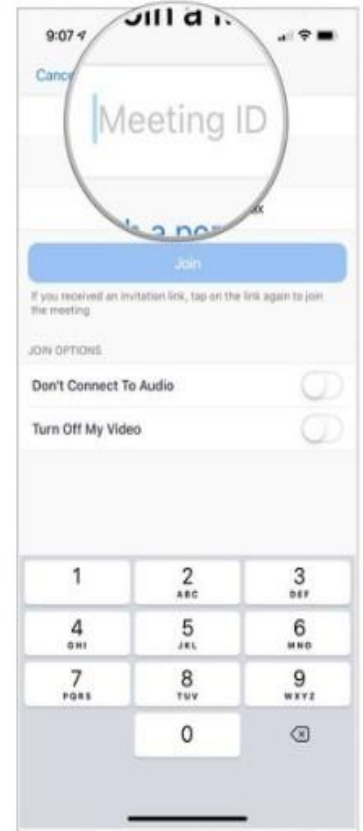 9:07
Cance
Meeting ID
Join
If you received an invitation link, tap on the link again to join
the meeting
JOIN OPTIONS
Don't Connect To Audio
Turn Off My Video
1
2
ABC
3
DEF
4
GHI
5
JKL
6
MNO
7
PQRS
8
TUV
9
WXYZ
0